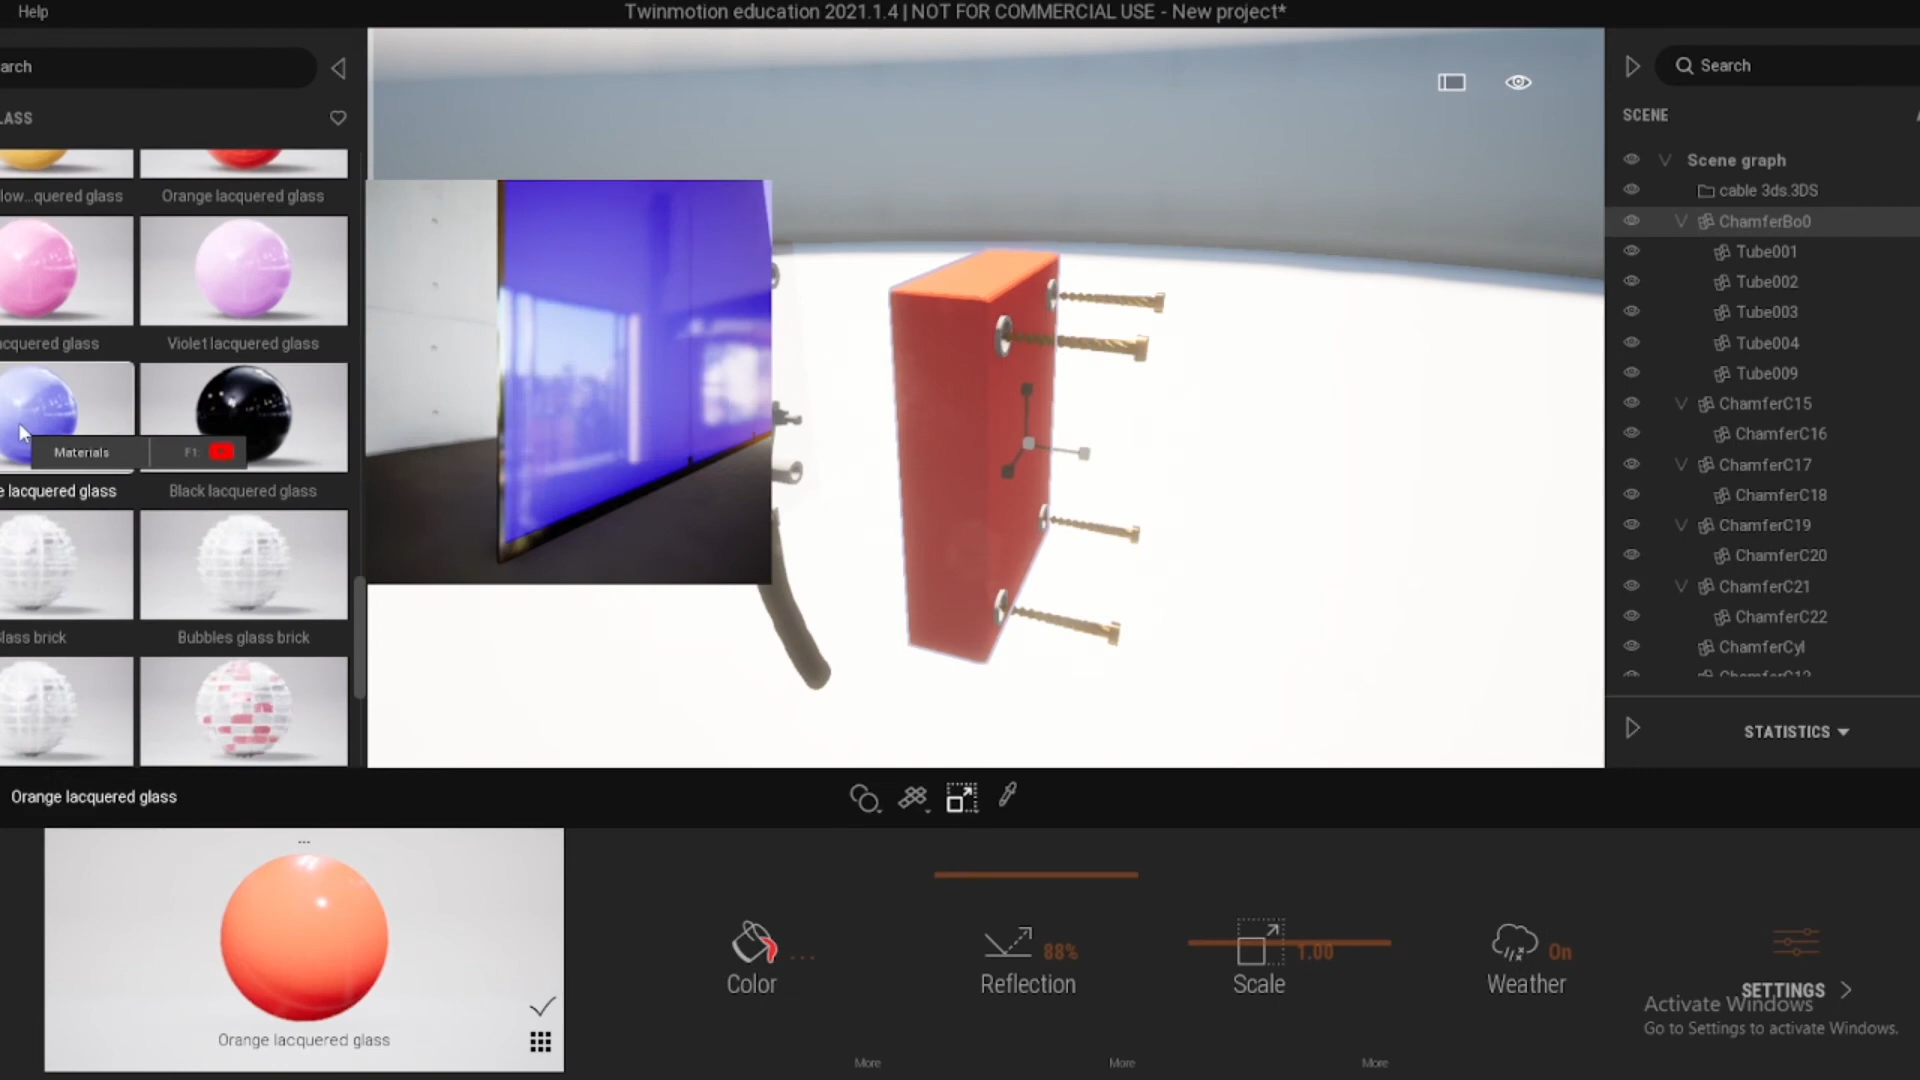 Help
Twinmotion education 2021.1.4 | NOT FOR COMMERCIAL USE - New project*
arch
Search
LASS
SCENE
low...quered glass
Orange lacquered glass
Scene graph
cable 3ds.3DS
ChamferBo0
Tube001
Tube002
Tube003
Tube004
Tube009
ChamferC15
ChamferC16
ChamferC17
ChamferC18
ChamferC19
ChamferC20
ChamferC21
ChamferC22
ChamferCyl
ChamferC12
acquered glass
Violet lacquered glass
Materials
F1:
e lacquered glass
Black lacquered glass
lass brick
Bubbles glass brick
STATISTICS
Orange lacquered glass
...
Orange lacquered glass
Color
...
88%
Reflection
1.00
Scale
On
Weather
SETTINGS
More
More
More
Activate Windows
Go to Settings to activate Windows.